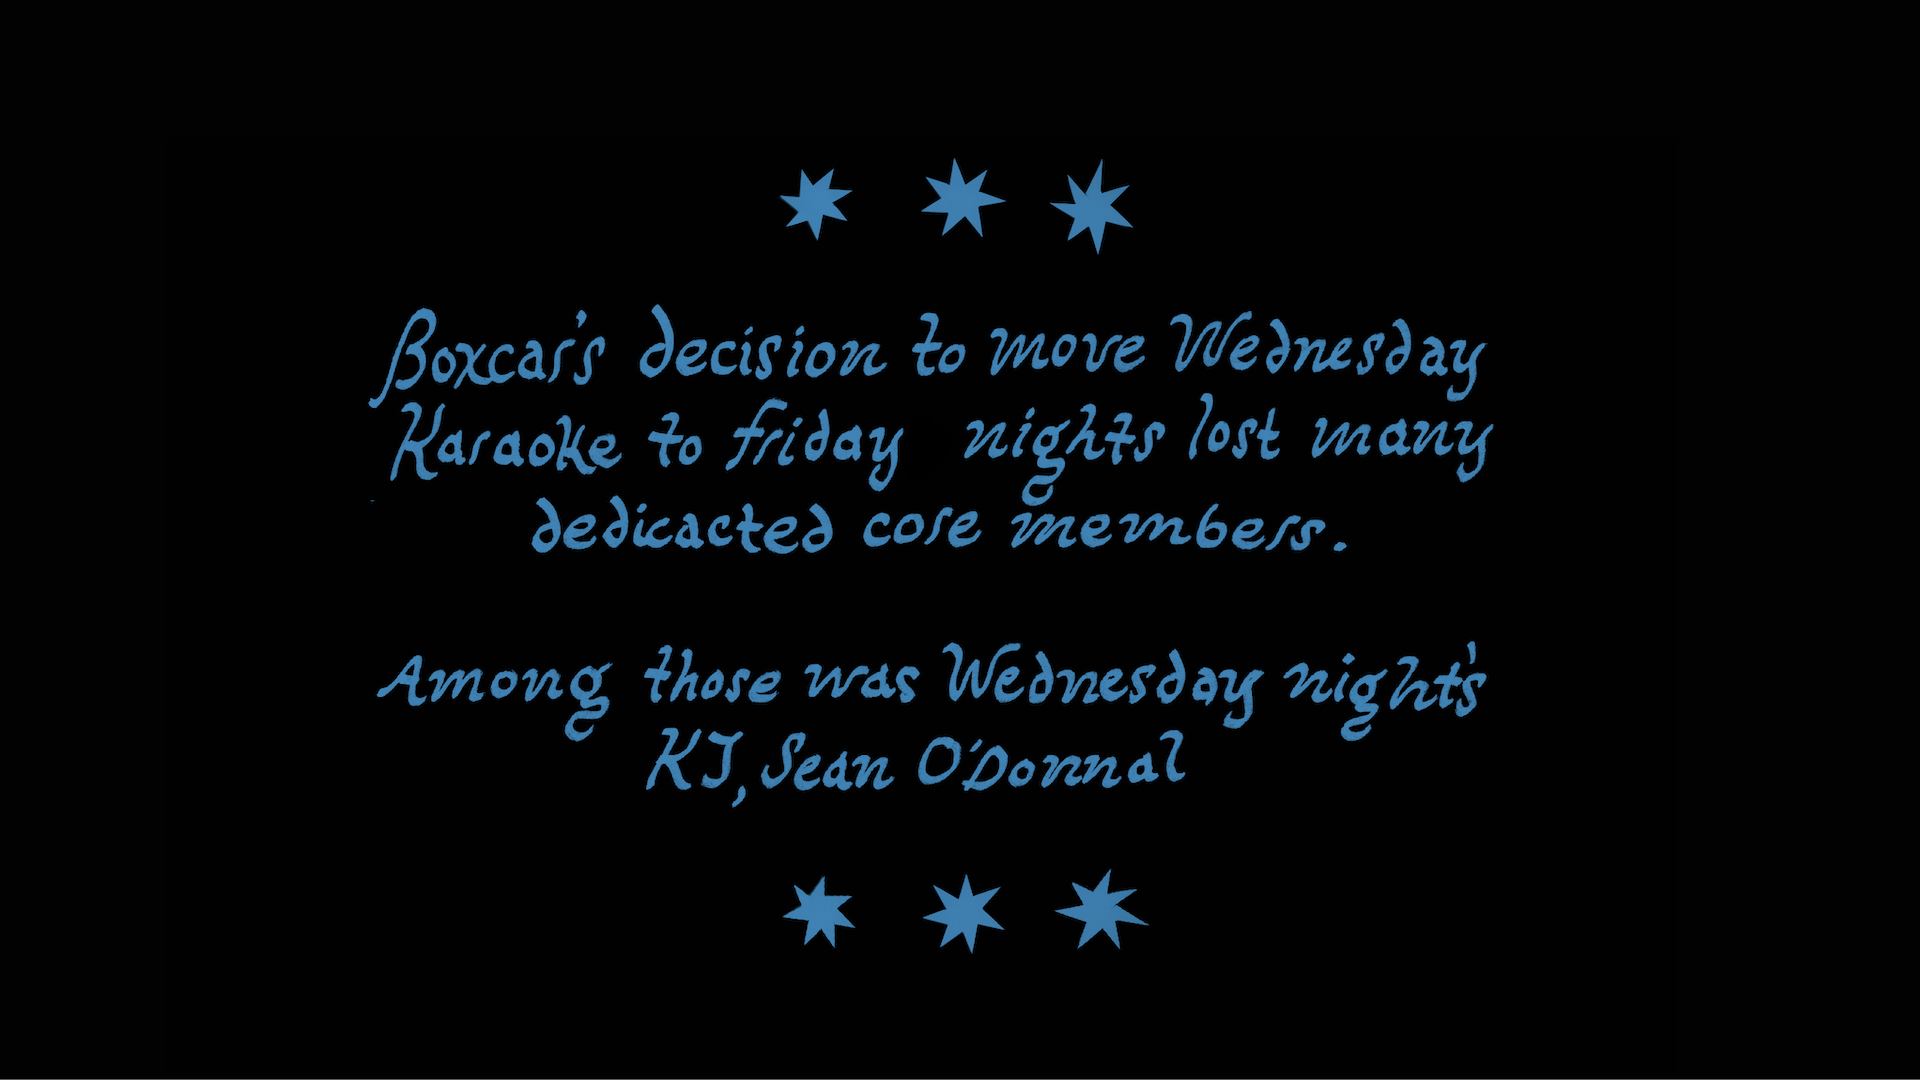 Boxcar's decision to move Wednesday
Karaoke to friday nights lost many
dedicacted core members.
Among those was Wednesday night's
KJ, Sean O'Donnal